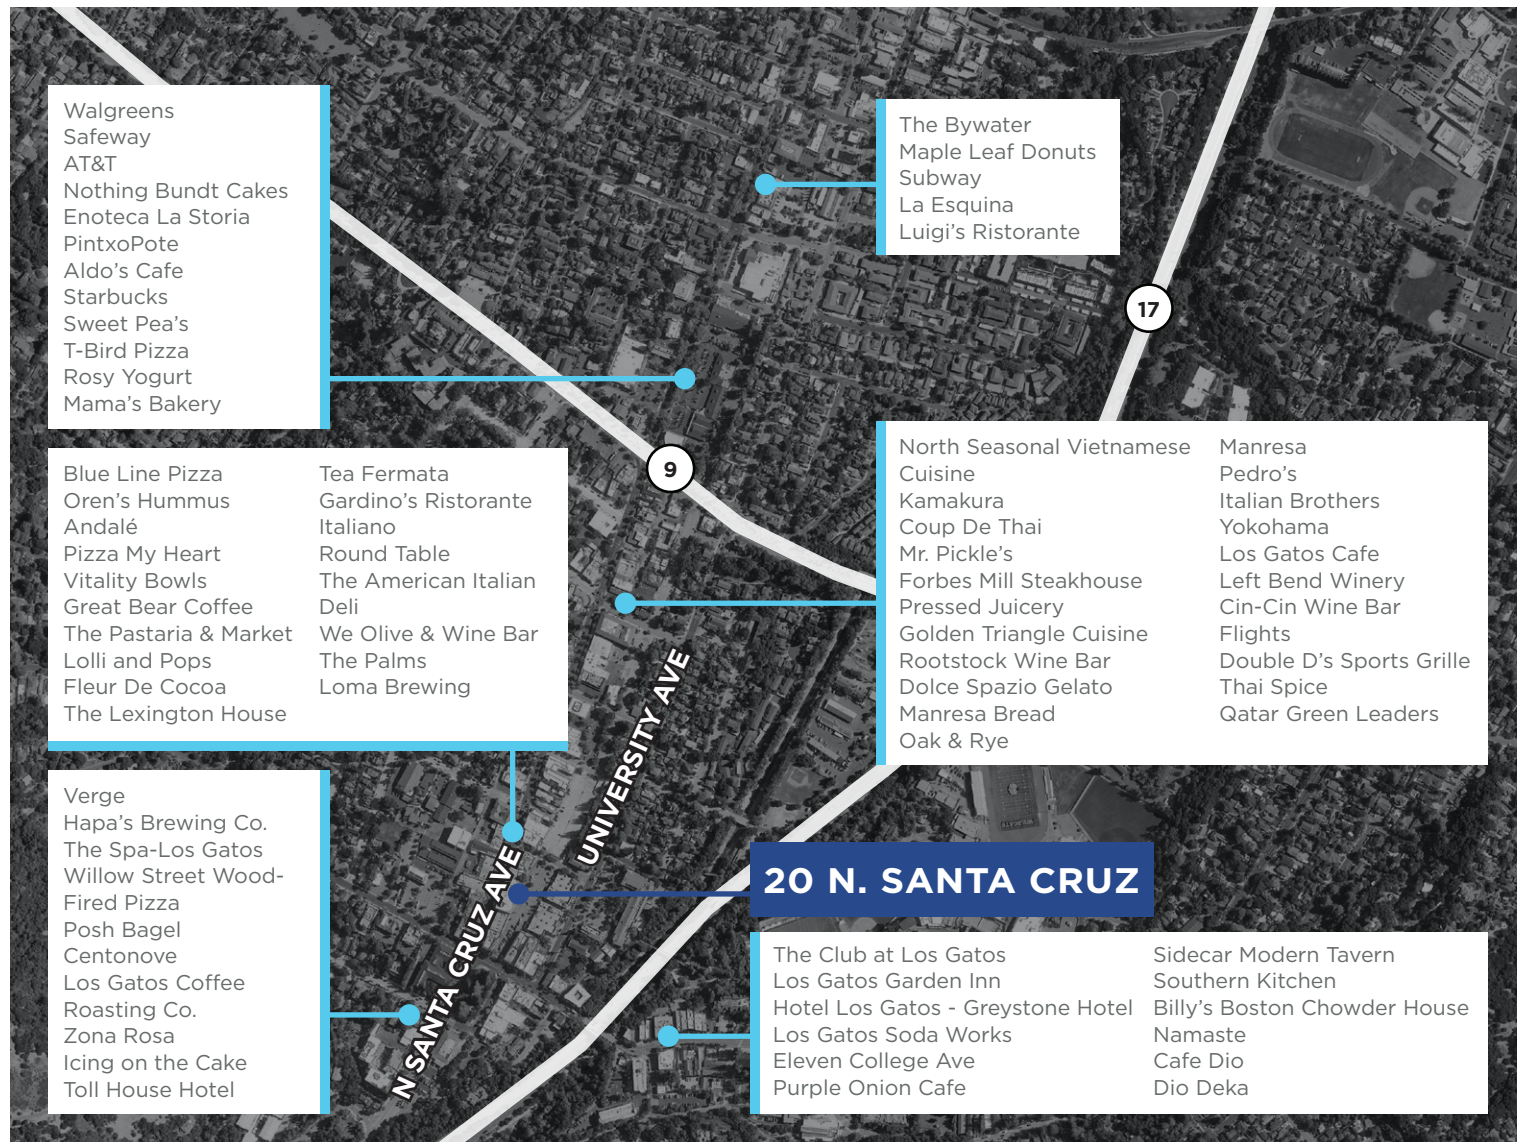 Walgreens
Safeway
AT&T
Nothing Bundt Cakes
Enoteca La Storia
PintxoPote
Aldo's Cafe
Starbucks
Sweet Pea's
T-Bird Pizza
Rosy Yogurt
Mama's Bakery
The Bywater
Maple Leaf Donuts
Subway
La Esquina
Luigi's Ristorante
17
9
Blue Line Pizza
Oren's Hummus
Andalé
Pizza My Heart
Vitality Bowls
Great Bear Coffee
The Pastaria & Market
Lolli and Pops
Fleur De Cocoa
The Lexington House
Tea Fermata
Gardino's Ristorante
Italiano
Round Table
The American Italian
Deli
We Olive & Wine Bar
The Palms
Loma Brewing
North Seasonal Vietnamese
Cuisine
Kamakura
Coup De Thai
Mr. Pickle's
Forbes Mill Steakhouse
Pressed Juicery
Golden Triangle Cuisine
Rootstock Wine Bar
Dolce Spazio Gelato
Manresa Bread
Oak & Rye
Manresa
Pedro's
Italian Brothers
Yokohama
Los Gatos Cafe
Left Bend Winery
Cin-Cin Wine Bar
Flights
Double D's Sports Grille
Thai Spice
Qatar Green Leaders
UNIVERSITY AVE
N SANTA CRUZ AVE
Verge
Hapa's Brewing Co.
The Spa-Los Gatos
Willow Street Wood-
Fired Pizza
Posh Bagel
Centonove
Los Gatos Coffee
Roasting Co.
Zona Rosa
Icing on the Cake
Toll House Hotel
20 N. SANTA CRUZ
The Club at Los Gatos
Los Gatos Garden Inn
Hotel Los Gatos - Greystone Hotel
Los Gatos Soda Works
Eleven College Ave
Purple Onion Cafe
Sidecar Modern Tavern
Southern Kitchen
Billy's Boston Chowder House
Namaste
Cafe Dio
Dio Deka